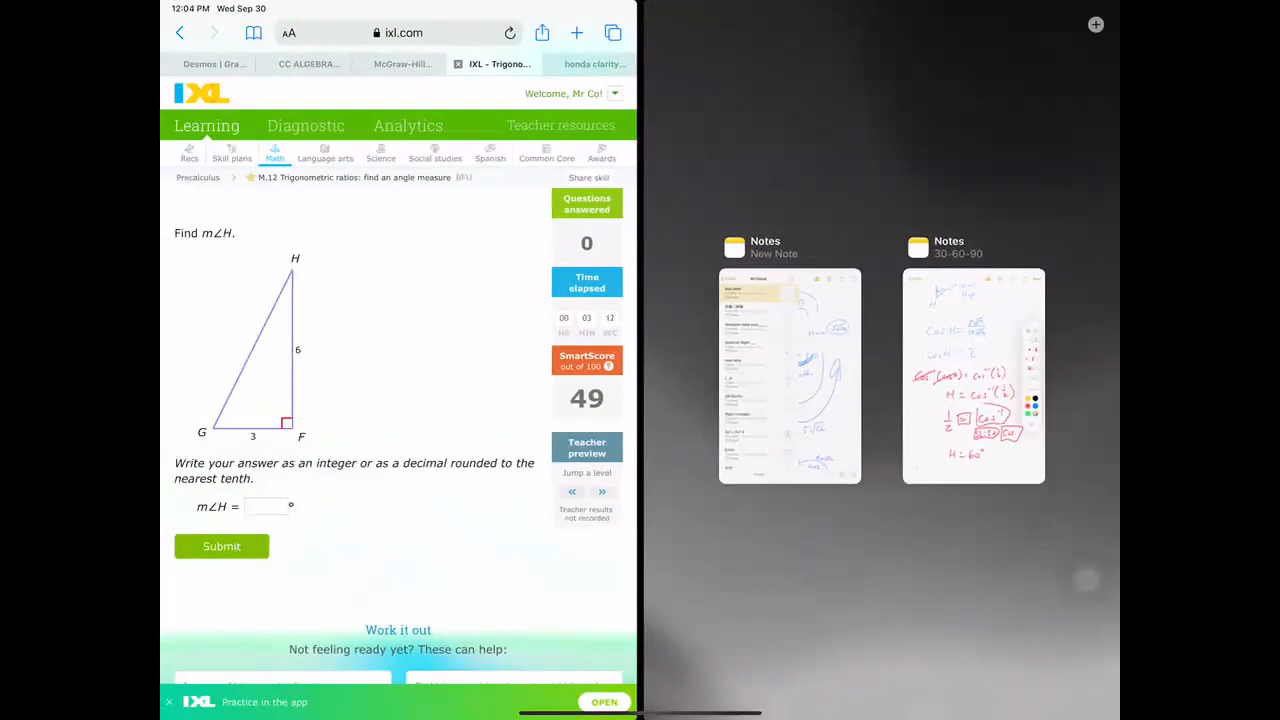 12:04 PM Wed Sep 30
AA ixl.com
Desmos | Gra...
CC ALGEBRA...
McGraw-Hill...
IXL - Trigono...
honda clarity...
IXL
Welcome, Mr Co!
Learning Diagnostic Analytics Teacher resources
Recs Skill plans Math Language arts Science Social studies Spanish Common Core Awards
Precalculus > M.12 Trigonometric ratios: find an angle measure BFU Share skill
Questions answered
0
Time elapsed
00 03 12
HR MIN SEC
SmartScore
out of 100 ?
49
Teacher preview
Jump a level
Teacher results not recorded
Find m∠H.
H
6
G
3
F
Write your answer as an integer or as a decimal rounded to the
nearest tenth.
m∠H = °
Submit
Work it out
Not feeling ready yet? These can help:
IXL Practice in the app OPEN
Notes
New Note
Notes
30-60-90
H = cos⁻¹(1/2)
H = 60°